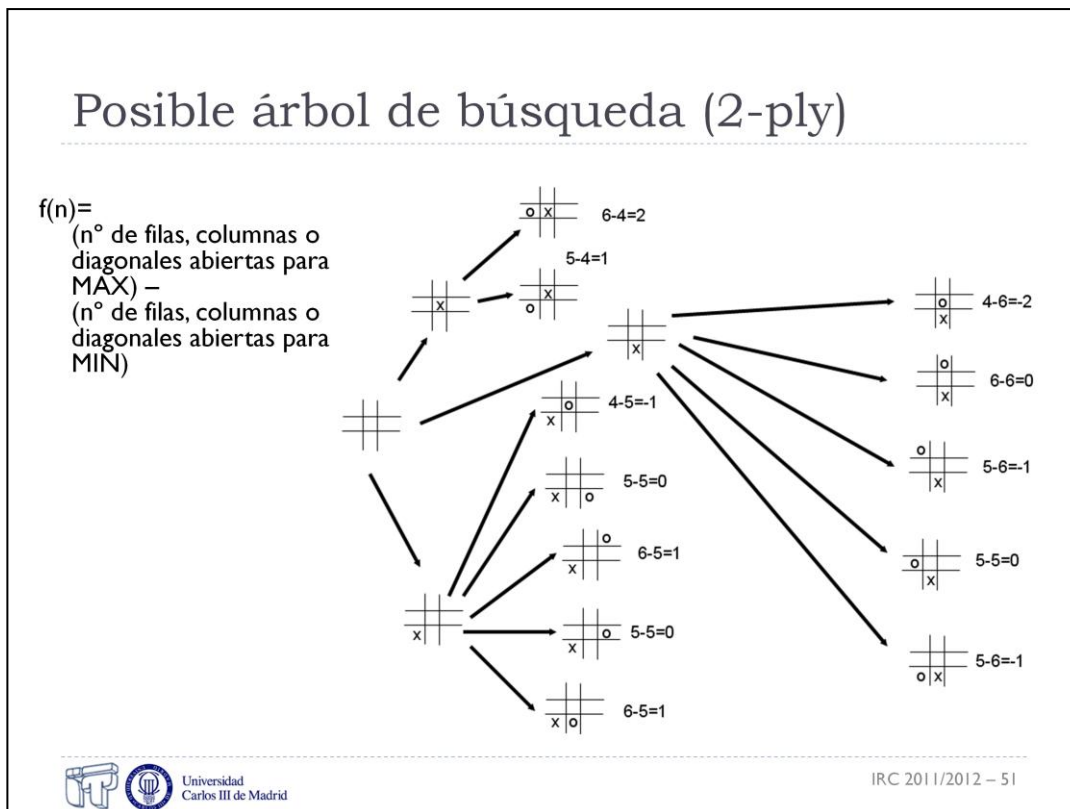 Posible árbol de búsqueda (2-ply)
f(n)=
(nº de filas, columnas o
diagonales abiertas para
MAX) –
(nº de filas, columnas o
diagonales abiertas para
MIN)
o x 6-4=2
5-4=1
x
o
x
x
4-5=-1
o
x
5-5=0
x o
6-5=1
o
x
x
5-5=0
o
x
6-5=1
x o
o 4-6=-2
x
o
6-6=0
x
o
5-6=-1
x
5-5=0
o
x
5-6=-1
o x
Universidad
Carlos III de Madrid
IRC 2011/2012 – 51